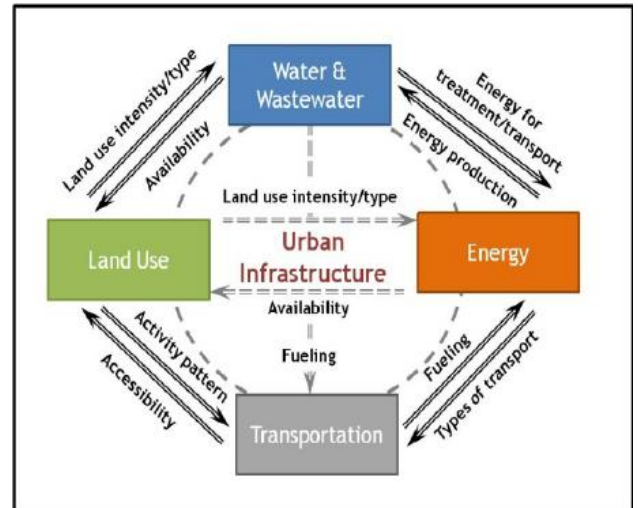 Water &
Wastewater
Land use intensity/type
Availability
Energy for
treatment/transport
Energy production
Land use intensity/type
Land Use
Urban
Infrastructure
Energy
Availability
Fueling
Activity pattern
Accessibility
Fueling
Types of transport
Transportation